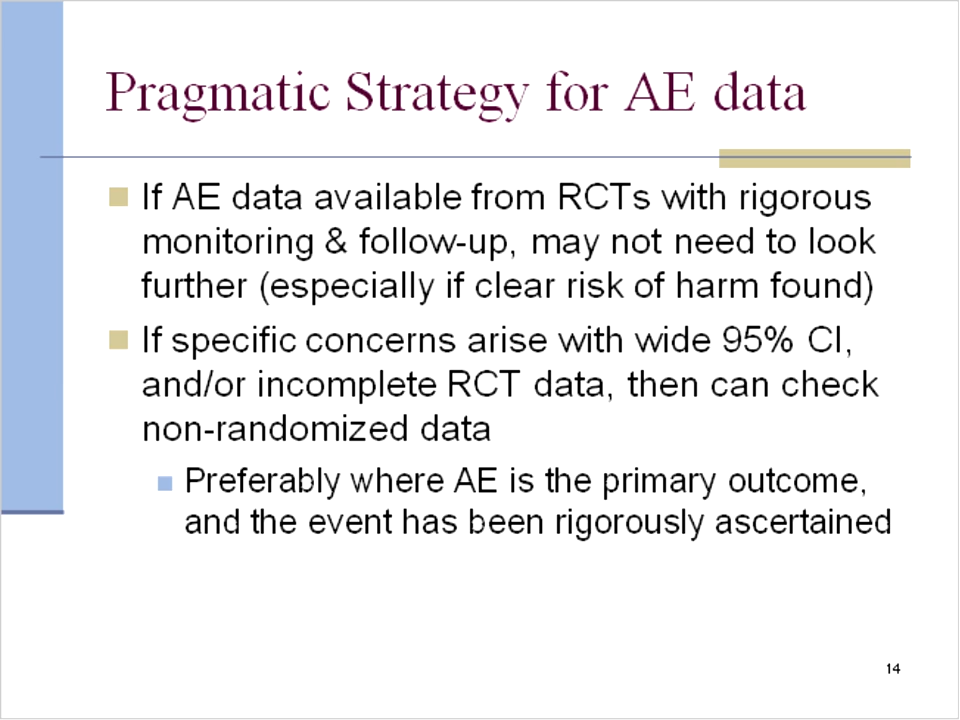 Pragmatic Strategy for AE data
If AE data available from RCTs with rigorous
monitoring & follow-up, may not need to look
further (especially if clear risk of harm found)
If specific concerns arise with wide 95% CI,
and/or incomplete RCT data, then can check
non-randomized data
Preferably where AE is the primary outcome,
and the event has been rigorously ascertained
14